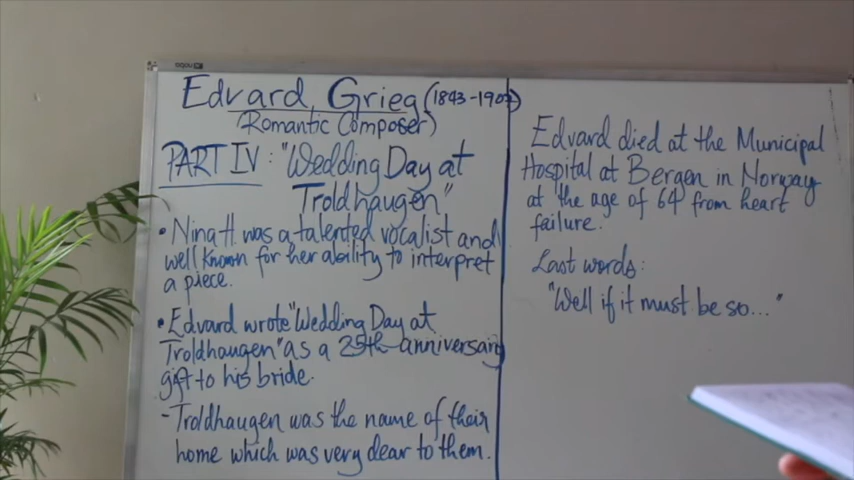 Edvard Grieg (1843-1907)
(Romantic Composer)
PART IV: "Wedding Day at
Troldhaugen"
• Nina H was a talented vocalist and
well known for her ability to interpret
a piece.
• Edvard wrote "Wedding Day at
Troldhaugen" as a 25th anniversary
gift to his bride.
- Troldhaugen was the name of their
home which was very dear to them.
Edvard died at the Municipal
Hospital at Bergen in Norway
at the age of 64 from heart
failure.
Last words:
"Well if it must be so..."